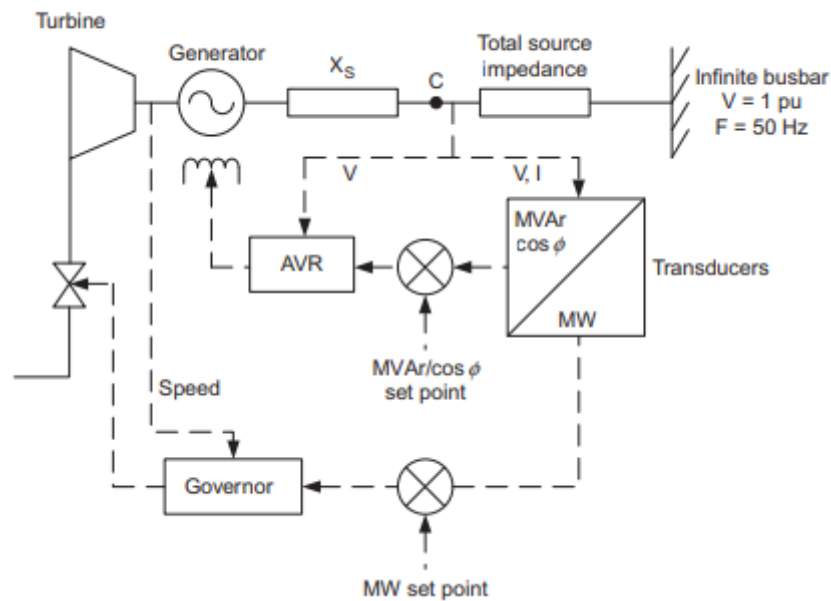 Turbine
Generator
X_S
C
Total source
impedance
Infinite busbar
V = 1 pu
F = 50 Hz
V
V, I
MVAr
cos ϕ
MW
Transducers
AVR
MVAr/cos ϕ
set point
Speed
Governor
MW set point